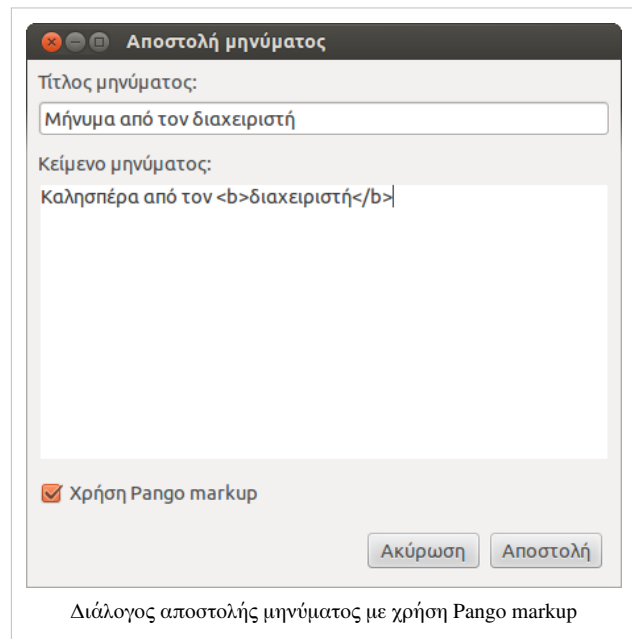 Αποστολή μηνύματος
Τίτλος μηνύματος:
Μήνυμα από τον διαχειριστή
Κείμενο μηνύματος:
Καλησπέρα από τον <b>διαχειριστή</b>
Χρήση Pango markup
Ακύρωση Αποστολή
Διάλογος αποστολής μηνύματος με χρήση Pango markup